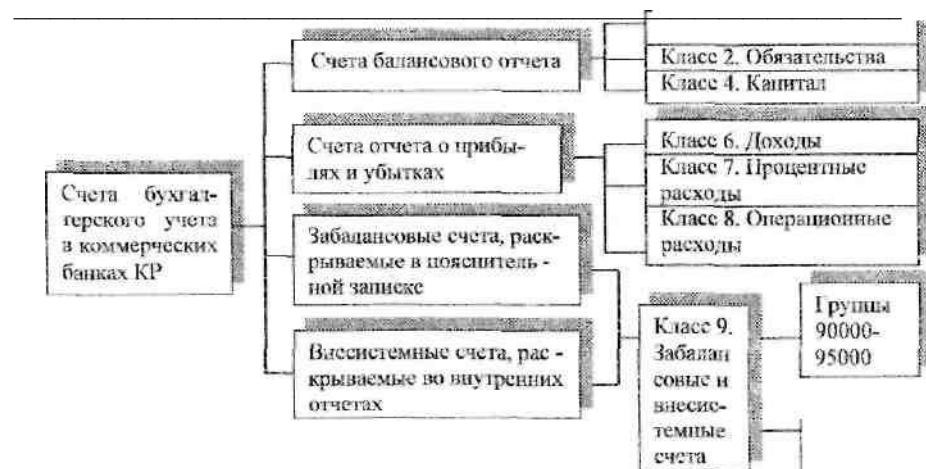 Счета балансового отчета
Класс 2. Обязательства
Класс 4. Капитал
Счета отчета о прибы-
лях и убытках
Класс 6. Доходы
Класс 7. Процентные
расходы
Класс 8. Операционные
расходы
Счета бухгал-
терского учета
в коммерческих
банках КР
Забалансовые счета, раск-
рываемые в пояснитель -
ной записке
Внесистемные счета, рас -
крываемые во внутренних
отчетах
Класс 9.
Забалан
совые и
внесис-
темные
счета
Группы
90000-
95000